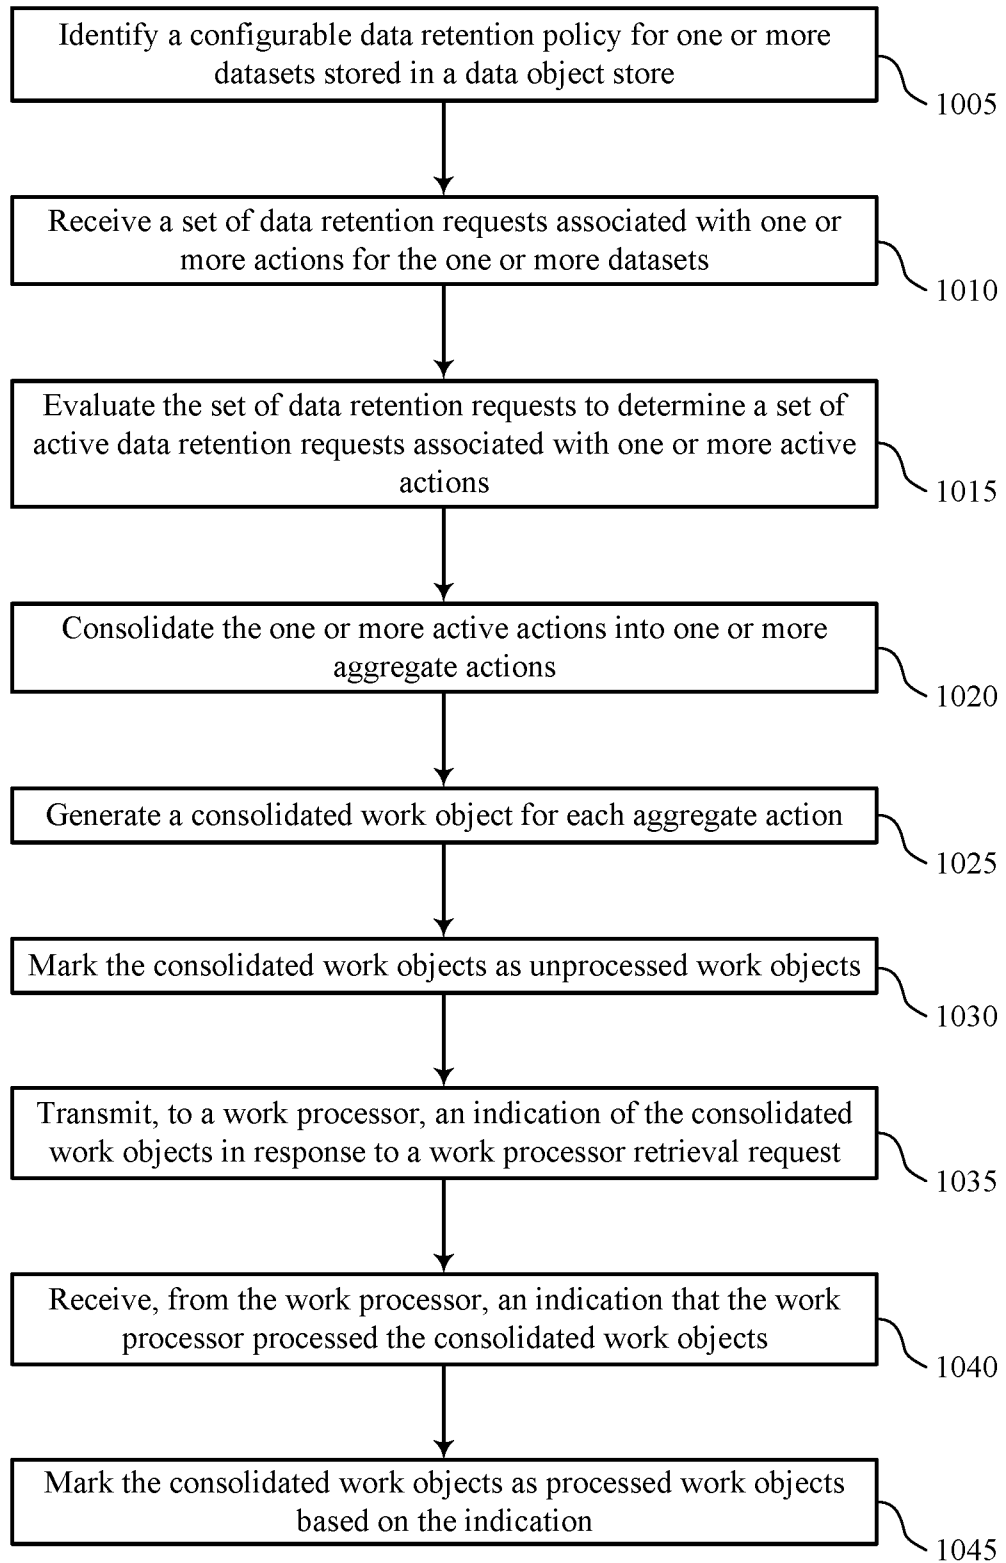 Identify a configurable data retention policy for one or more
datasets stored in a data object store
1005
Receive a set of data retention requests associated with one or
more actions for the one or more datasets
1010
Evaluate the set of data retention requests to determine a set of
active data retention requests associated with one or more active
actions
1015
Consolidate the one or more active actions into one or more
aggregate actions
1020
Generate a consolidated work object for each aggregate action
1025
Mark the consolidated work objects as unprocessed work objects
1030
Transmit, to a work processor, an indication of the consolidated
work objects in response to a work processor retrieval request
1035
Receive, from the work processor, an indication that the work
processor processed the consolidated work objects
1040
Mark the consolidated work objects as processed work objects
based on the indication
1045